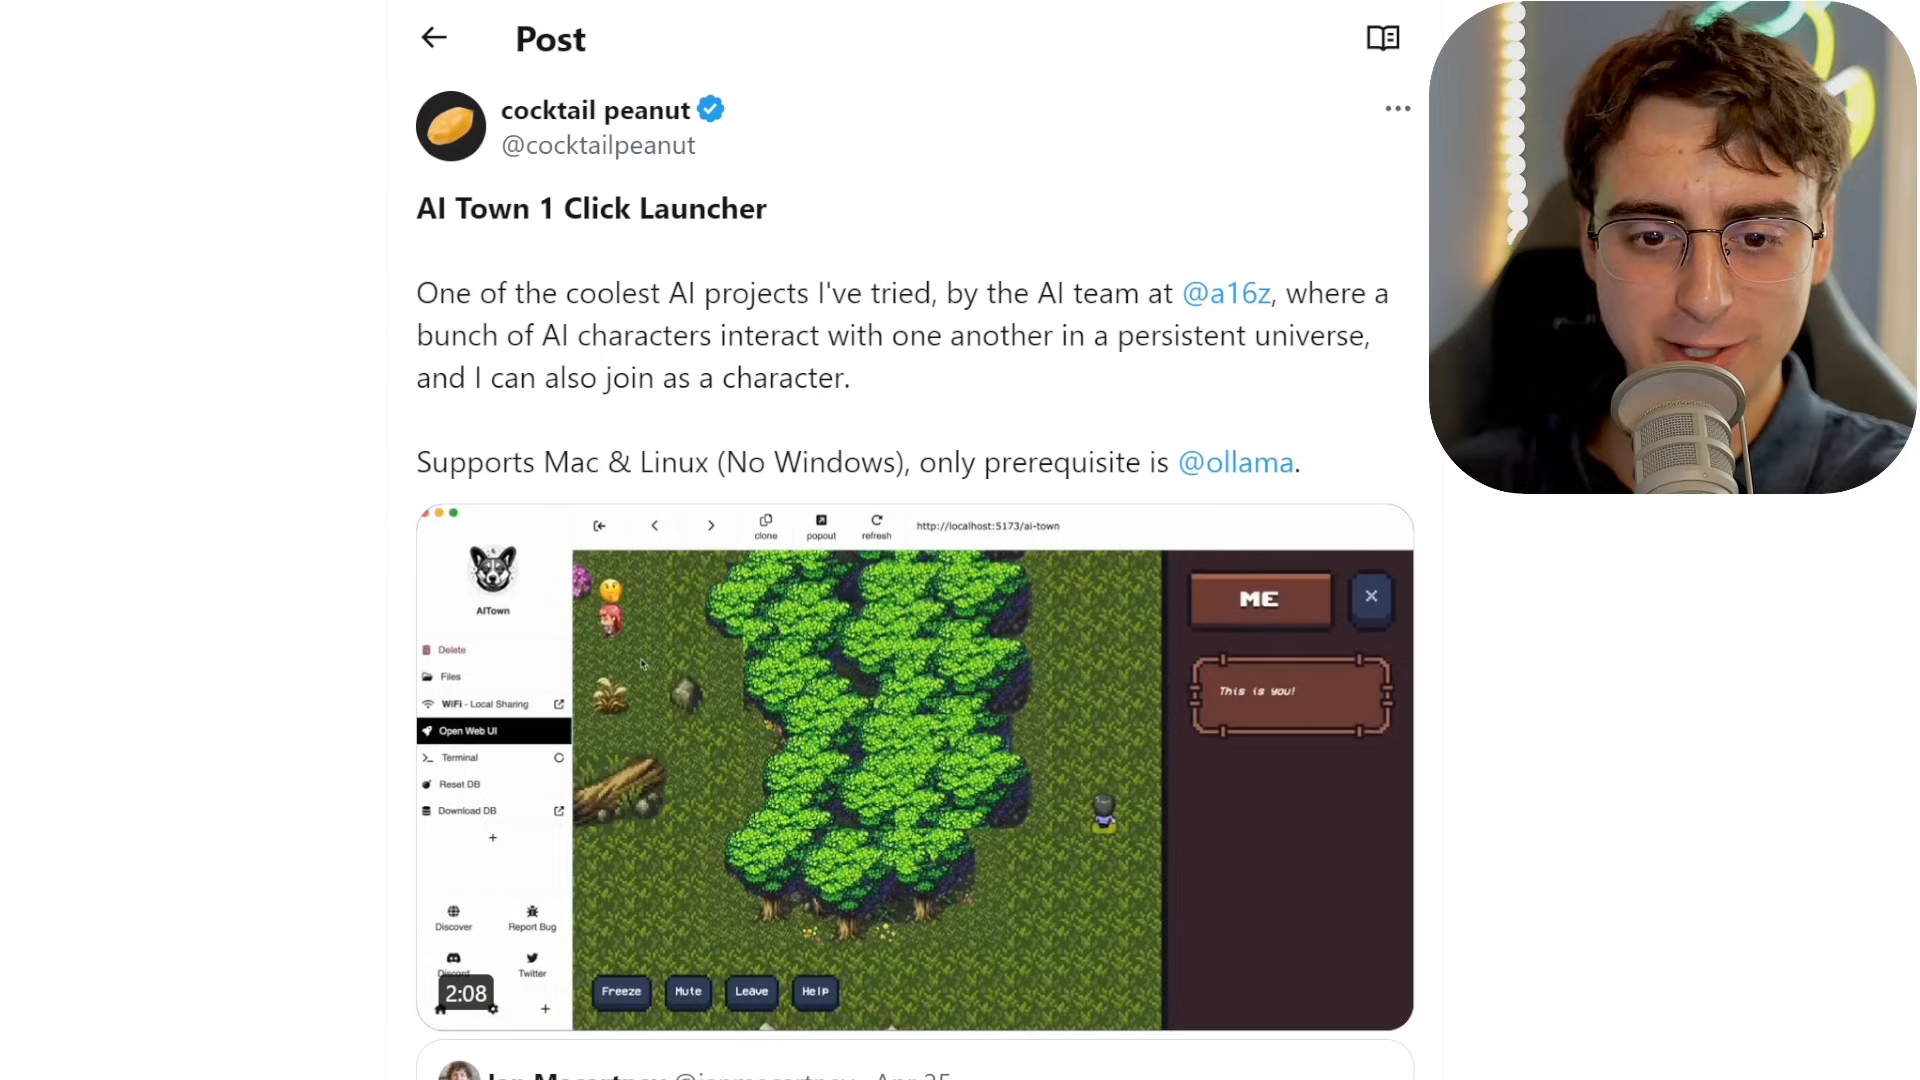 Post
cocktail peanut
@cocktailpeanut
AI Town 1 Click Launcher
One of the coolest AI projects I've tried, by the AI team at @a16z, where a
bunch of AI characters interact with one another in a persistent universe,
and I can also join as a character.
Supports Mac & Linux (No Windows), only prerequisite is @ollama.
clone
popout
refresh
http://localhost:5173/ai-town
AITown
Delete
Files
WiFi - Local Sharing
Open Web UI
Terminal
Reset DB
Download DB
Discover
Report Bug
Discord
Twitter
2:08
ME
This is you!
Freeze
Mute
Leave
Help